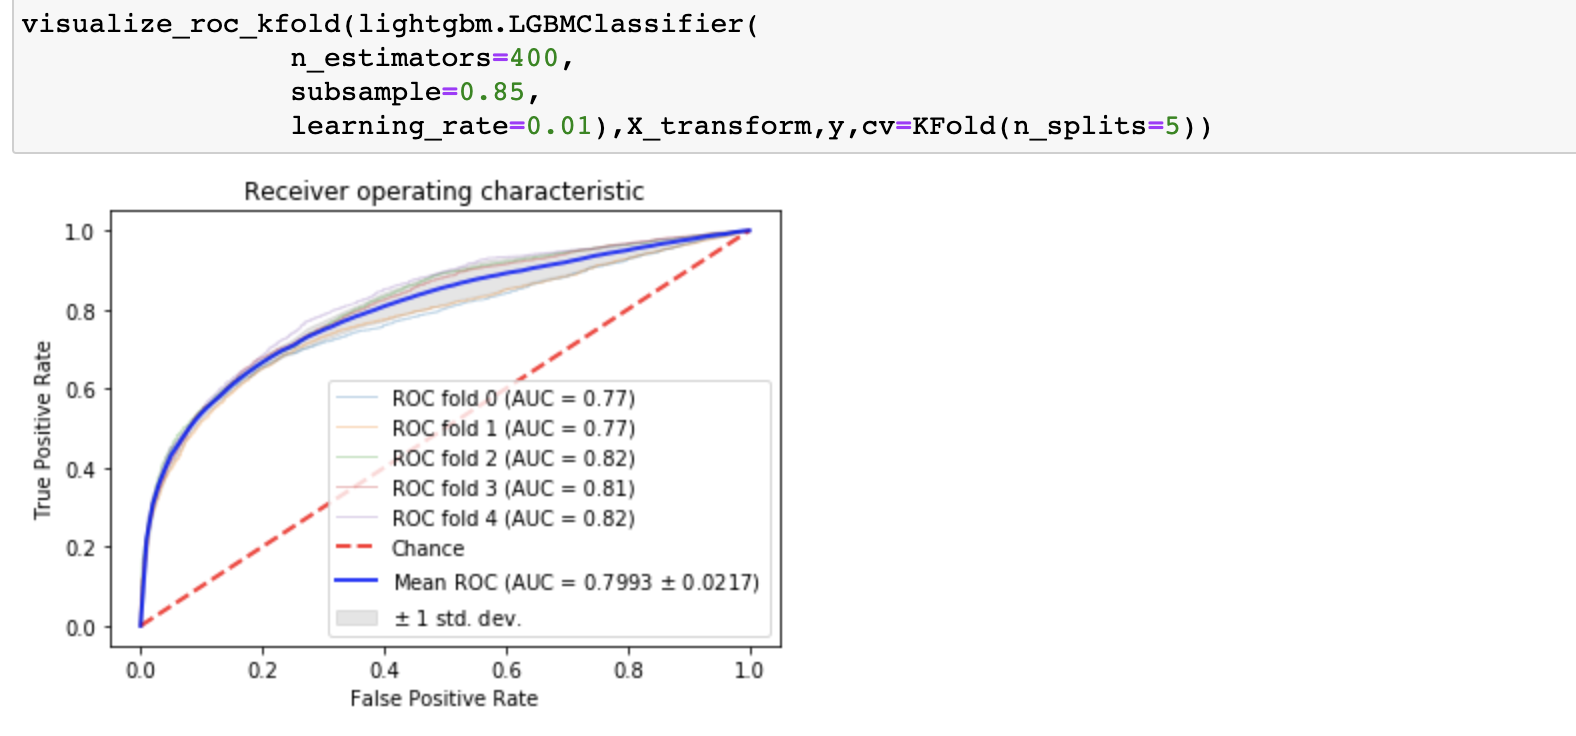 visualize_roc_kfold(lightgbm.LGBMClassifier(
n_estimators=400,
subsample=0.85,
learning_rate=0.01),X_transform,y,cv=KFold(n_splits=5))
Receiver operating characteristic
1.0
0.8
0.6
0.4
0.2
0.0
True Positive Rate
ROC fold 0 (AUC = 0.77)
ROC fold 1 (AUC = 0.77)
ROC fold 2 (AUC = 0.82)
ROC fold 3 (AUC = 0.81)
ROC fold 4 (AUC = 0.82)
Chance
Mean ROC (AUC = 0.7993 ± 0.0217)
± 1 std. dev.
0.0 0.2 0.4 0.6 0.8 1.0
False Positive Rate